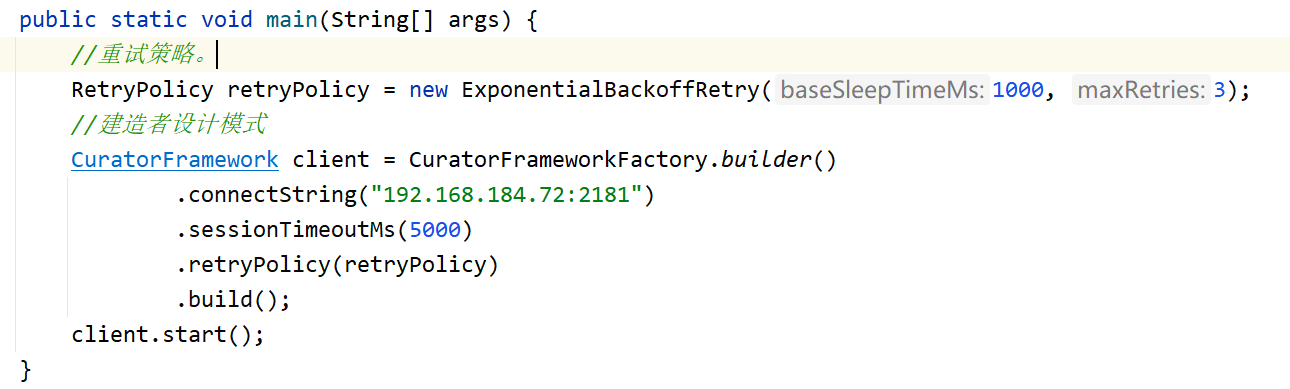 public static void main(String[] args) {
//重试策略。
RetryPolicy retryPolicy = new ExponentialBackoffRetry( baseSleepTimeMs: 1000, maxRetries: 3);
//建造者设计模式
CuratorFramework client = CuratorFrameworkFactory.builder()
.connectString("192.168.184.72:2181")
.sessionTimeoutMs(5000)
.retryPolicy(retryPolicy)
.build();
client.start();
}